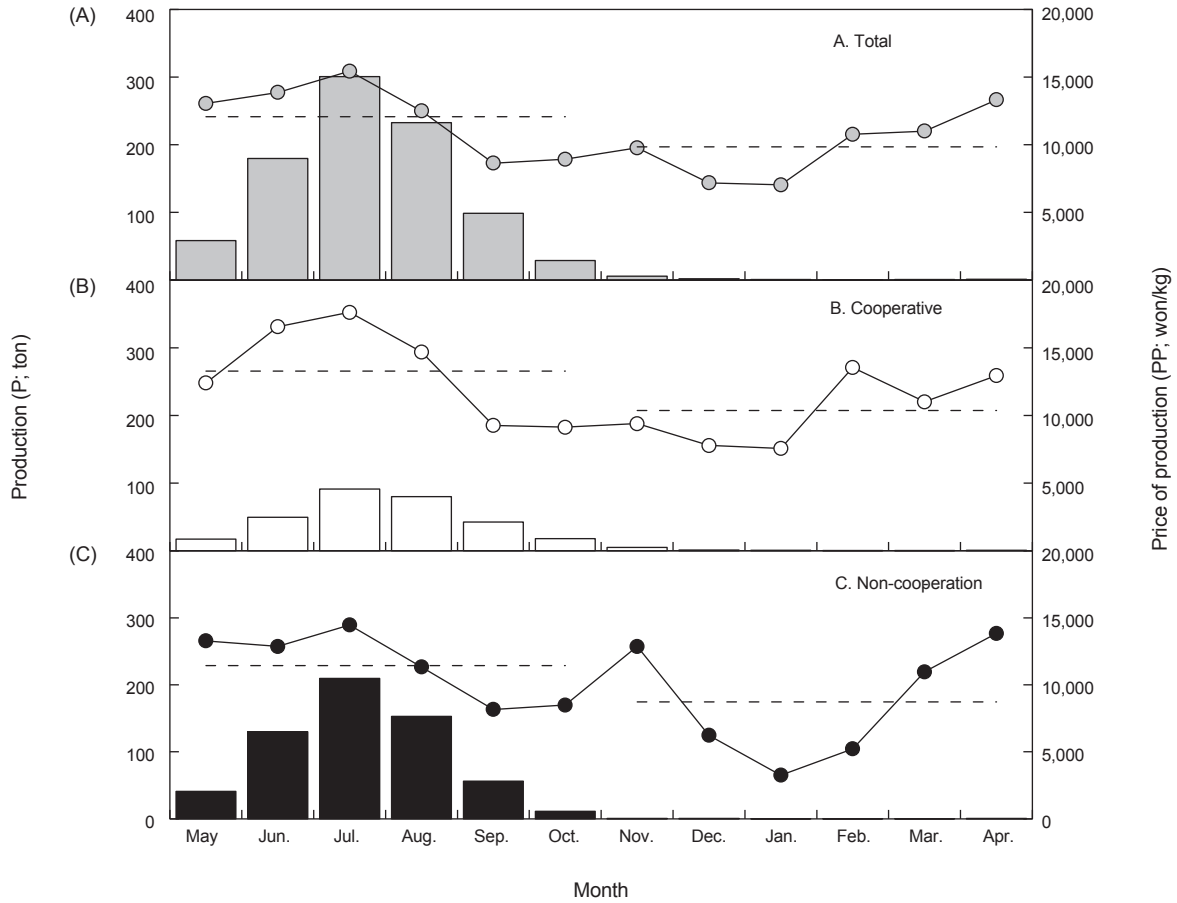 (A)
400
300
200
100
20,000
15,000
10,000
5,000
A. Total
(B)
400
300
200
100
20,000
15,000
10,000
5,000
B. Cooperative
(C)
400
300
200
100
0
20,000
15,000
10,000
5,000
0
C. Non-cooperation
Production (P; ton)
Price of production (PP; won/kg)
May Jun. Jul. Aug. Sep. Oct. Nov. Dec. Jan. Feb. Mar. Apr.
Month